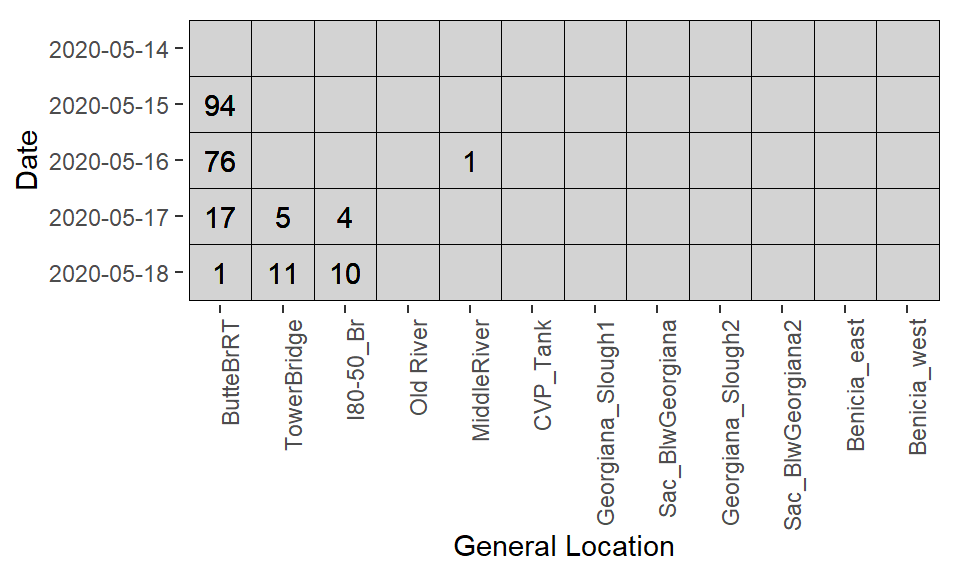 Date
2020-05-14
2020-05-15 94
2020-05-16 76 1
2020-05-17 17 5 4
2020-05-18 1 11 10
ButteBrRT
TowerBridge
I80-50_Br
Old River
MiddleRiver
CVP_Tank
Georgiana_Slough1
Sac_BlwGeorgiana
Georgiana_Slough2
Sac_BlwGeorgiana2
Benicia_east
Benicia_west
General Location